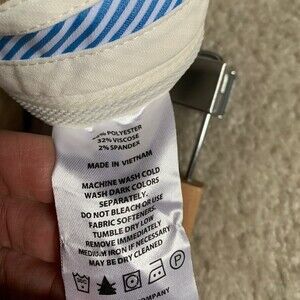 % POLYESTER
32% VISCOSE
2% SPANDEX
MADE IN VIETNAM
MACHINE WASH COLD
WASH DARK COLORS
SEPARATELY.
DO NOT BLEACH OR USE
FABRIC SOFTENERS.
TUMBLE DRY LOW
REMOVE IMMEDIATELY
MEDIUM IRON IF NECESSARY
MAY BE DRY CLEANED
P
COMPANY